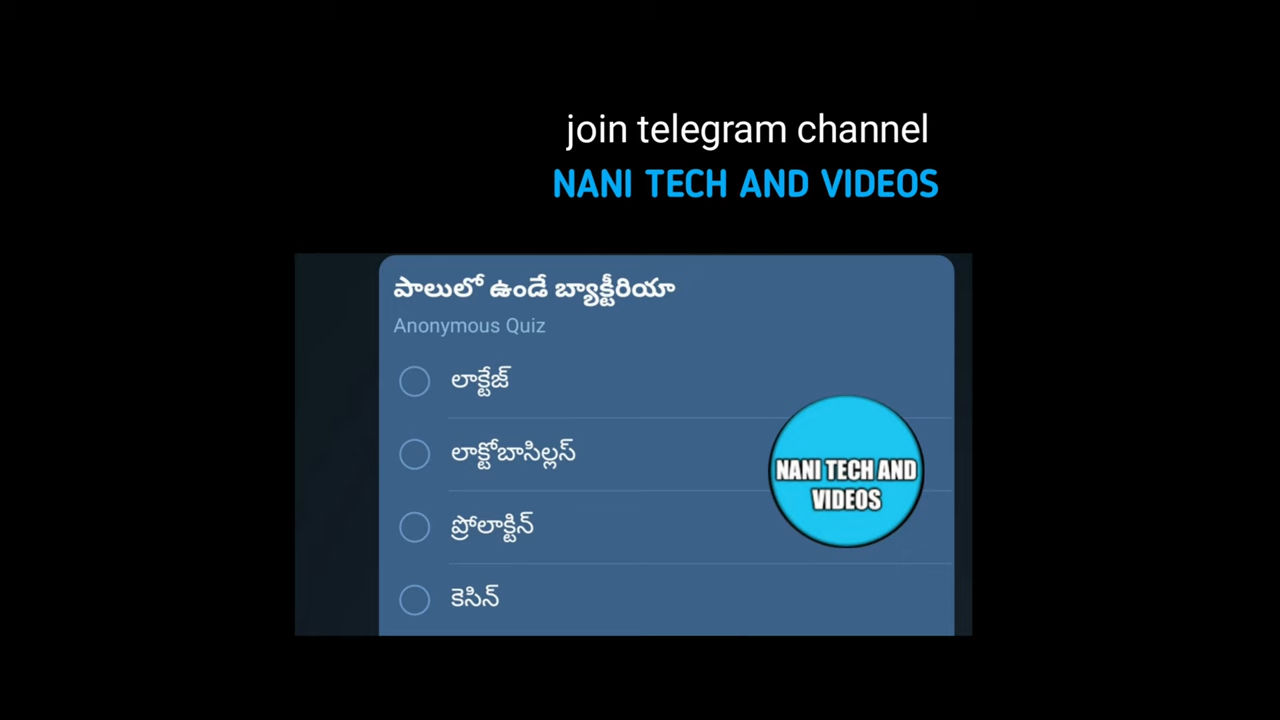 join telegram channel
NANI TECH AND VIDEOS
పాలులో ఉండే బ్యాక్టీరియా
Anonymous Quiz
లాక్టేజ్
లాక్టోబాసిల్లస్
ప్రోలాక్టిన్
కెసిన్
NANI TECH AND
VIDEOS